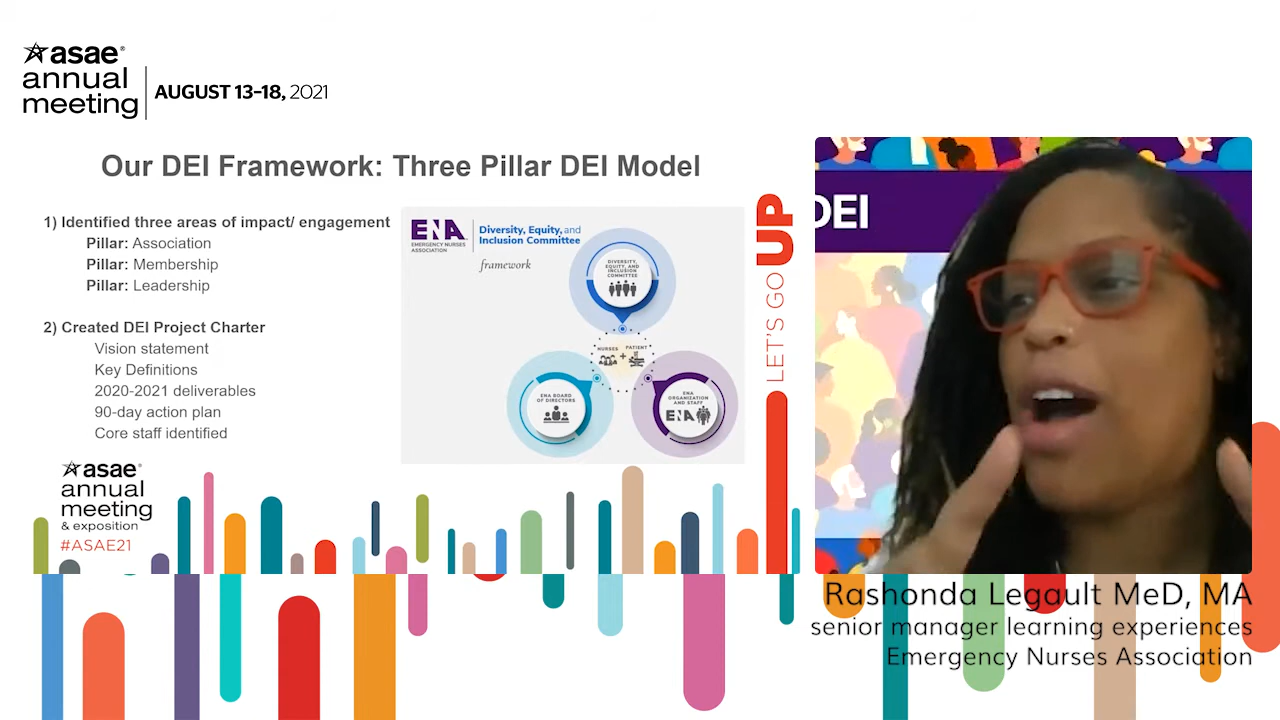 asae®
annual
meeting
AUGUST 13-18, 2021
Our DEI Framework: Three Pillar DEI Model
1) Identified three areas of impact/ engagement
Pillar: Association
Pillar: Membership
Pillar: Leadership
2) Created DEI Project Charter
Vision statement
Key Definitions
2020-2021 deliverables
90-day action plan
Core staff identified
ENA
EMERGENCY NURSES
ASSOCIATION
Diversity, Equity, and
Inclusion Committee
framework
DIVERSITY,
EQUITY, AND
INCLUSION
COMMITTEE
NURSES + PATIENT
ENA BOARD
OF DIRECTORS
ENA
ORGANIZATION
AND STAFF
ENA
LET'S GO UP
asae®
annual
meeting
& exposition
#ASAE21
DEI
Rashonda Legault MeD, MA
senior manager learning experiences
Emergency Nurses Association